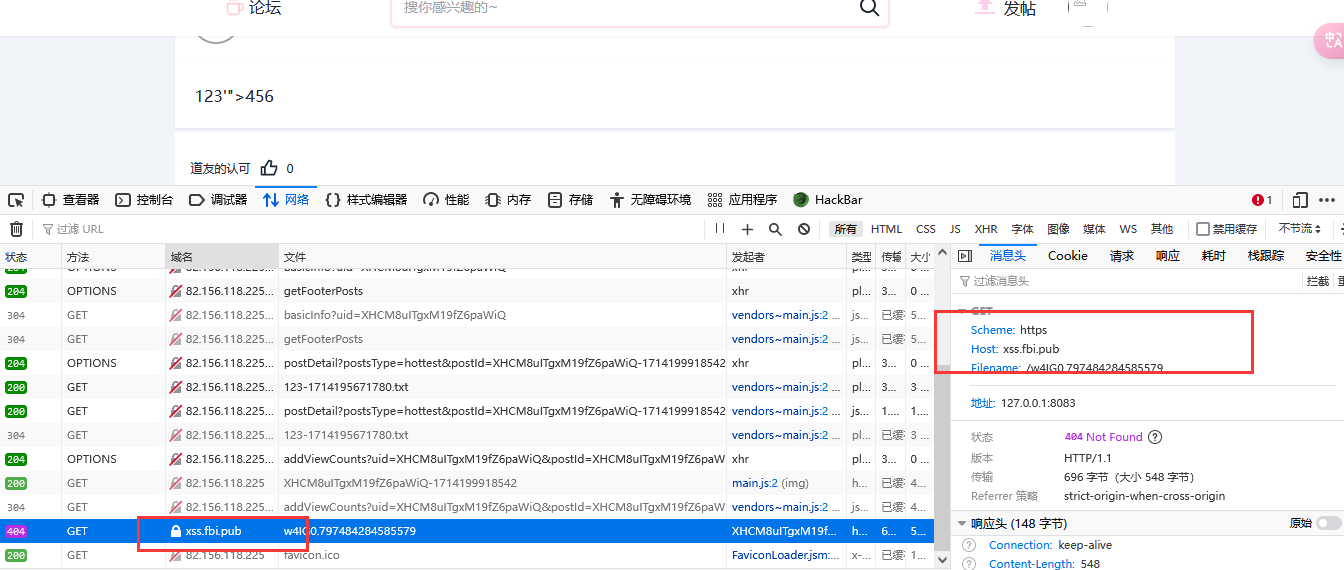 论坛
搜你感兴趣的~
发帖
123'">456
道友的认可 0
查看器 控制台 调试器 网络 样式编辑器 性能 内存 存储 无障碍环境 应用程序 HackBar 1
过滤 URL
所有 HTML CSS JS XHR 字体 图像 媒体 WS 其他 禁用缓存 不节流
状态 方法 域名 文件 发起者 类型 传输 大小
204 OPTIONS 82.156.118.225... basicInfo?uid=XHCM8uITgxM19fZ6paWiQ xhr pl... 3... 0 ...
204 OPTIONS 82.156.118.225... getFooterPosts xhr pl... 3... 0 ...
304 GET 82.156.118.225... basicInfo?uid=XHCM8uITgxM19fZ6paWiQ vendors~main.js:2 ... js... 已缓 5...
304 GET 82.156.118.225... getFooterPosts vendors~main.js:2 ... js... 已缓 5...
204 OPTIONS 82.156.118.225... postDetail?postsType=hottest&postId=XHCM8uITgxM19fZ6paWiQ-1714199918542 xhr pl... 3... 0 ...
200 GET 82.156.118.225... 123-1714195671780.txt vendors~main.js:2 ... pl... 3... 3 ...
200 GET 82.156.118.225... postDetail?postsType=hottest&postId=XHCM8uITgxM19fZ6paWiQ-1714199918542 vendors~main.js:2 ... js... 1... 1...
304 GET 82.156.118.225... 123-1714195671780.txt vendors~main.js:2 ... pl... 已缓 3 ...
204 OPTIONS 82.156.118.225... addViewCounts?uid=XHCM8uITgxM19fZ6paWiQ&postId=XHCM8uITgxM19fZ6paW xhr pl... 3... 0 ...
200 GET 82.156.118.225 XHCM8uITgxM19fZ6paWiQ-1714199918542 main.js:2 (img) h... 已缓 4...
304 GET 82.156.118.225... addViewCounts?uid=XHCM8uITgxM19fZ6paWiQ&postId=XHCM8uITgxM19fZ6paW vendors~main.js:2 ... js... 已缓 5...
404 GET xss.fbi.pub w4IG0.797484284585579 XHCM8uITgxM19f... h... 6... 5...
200 GET 82.156.118.225 favicon.ico FaviconLoader.jsm:... x-... 已缓 1...
消息头 Cookie 请求 响应 耗时 栈跟踪 安全性
过滤消息头 拦截
GET
Scheme: https
Host: xss.fbi.pub
Filename: /w4IG0.797484284585579
地址: 127.0.0.1:8083
状态 404 Not Found
版本 HTTP/1.1
传输 696 字节 (大小 548 字节)
Referrer 策略 strict-origin-when-cross-origin
响应头 (148 字节) 原始
Connection: keep-alive
Content-Length: 548